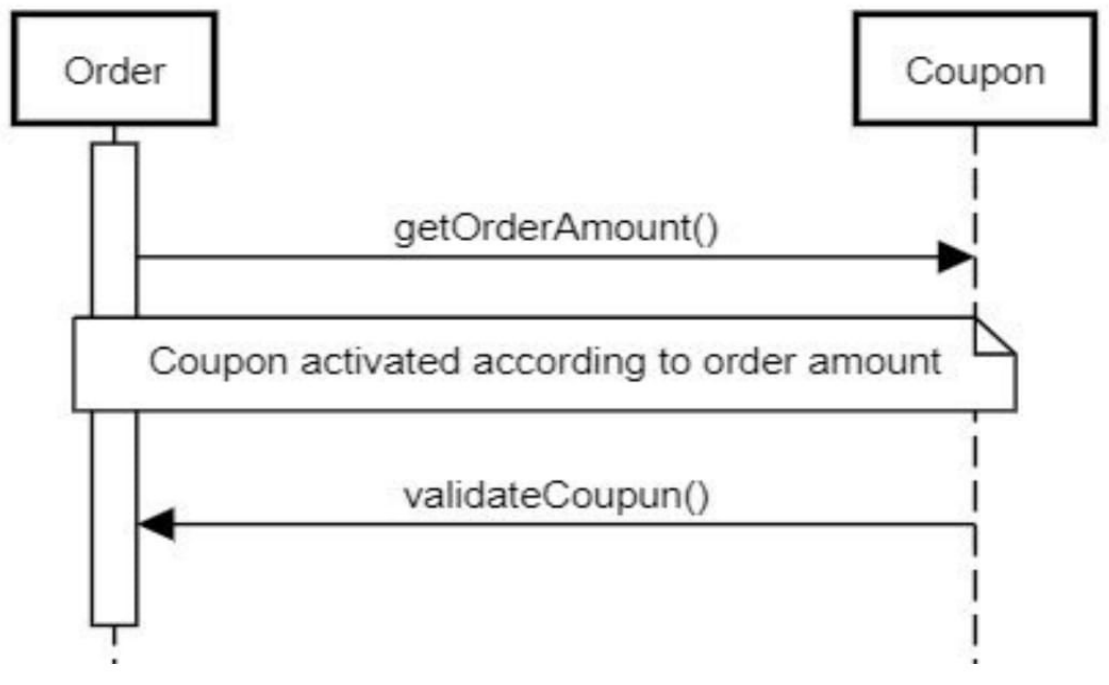 Order
Coupon
getOrderAmount()
Coupon activated according to order amount
validateCoupun()